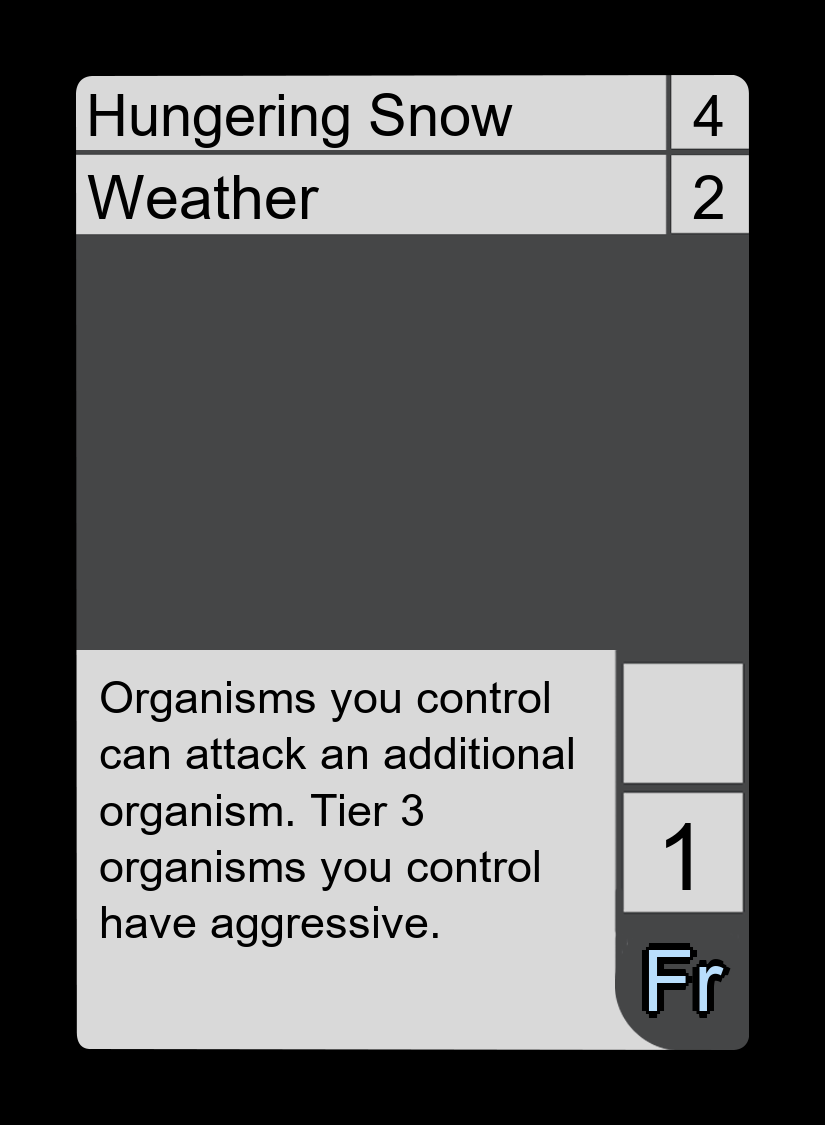 Hungering Snow 4
Weather 2
Organisms you control
can attack an additional
organism. Tier 3
organisms you control
have aggressive.
1
Fr